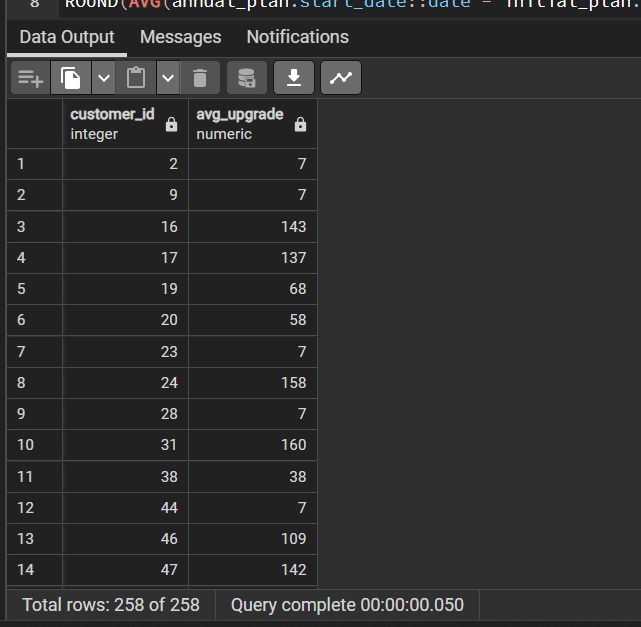 8 ROUND(AVG(annual_plan.start_date::date - initial_plan.
Data Output Messages Notifications
customer_id avg_upgrade
integer numeric
1 2 7
2 9 7
3 16 143
4 17 137
5 19 68
6 20 58
7 23 7
8 24 158
9 28 7
10 31 160
11 38 38
12 44 7
13 46 109
14 47 142
Total rows: 258 of 258 Query complete 00:00:00.050